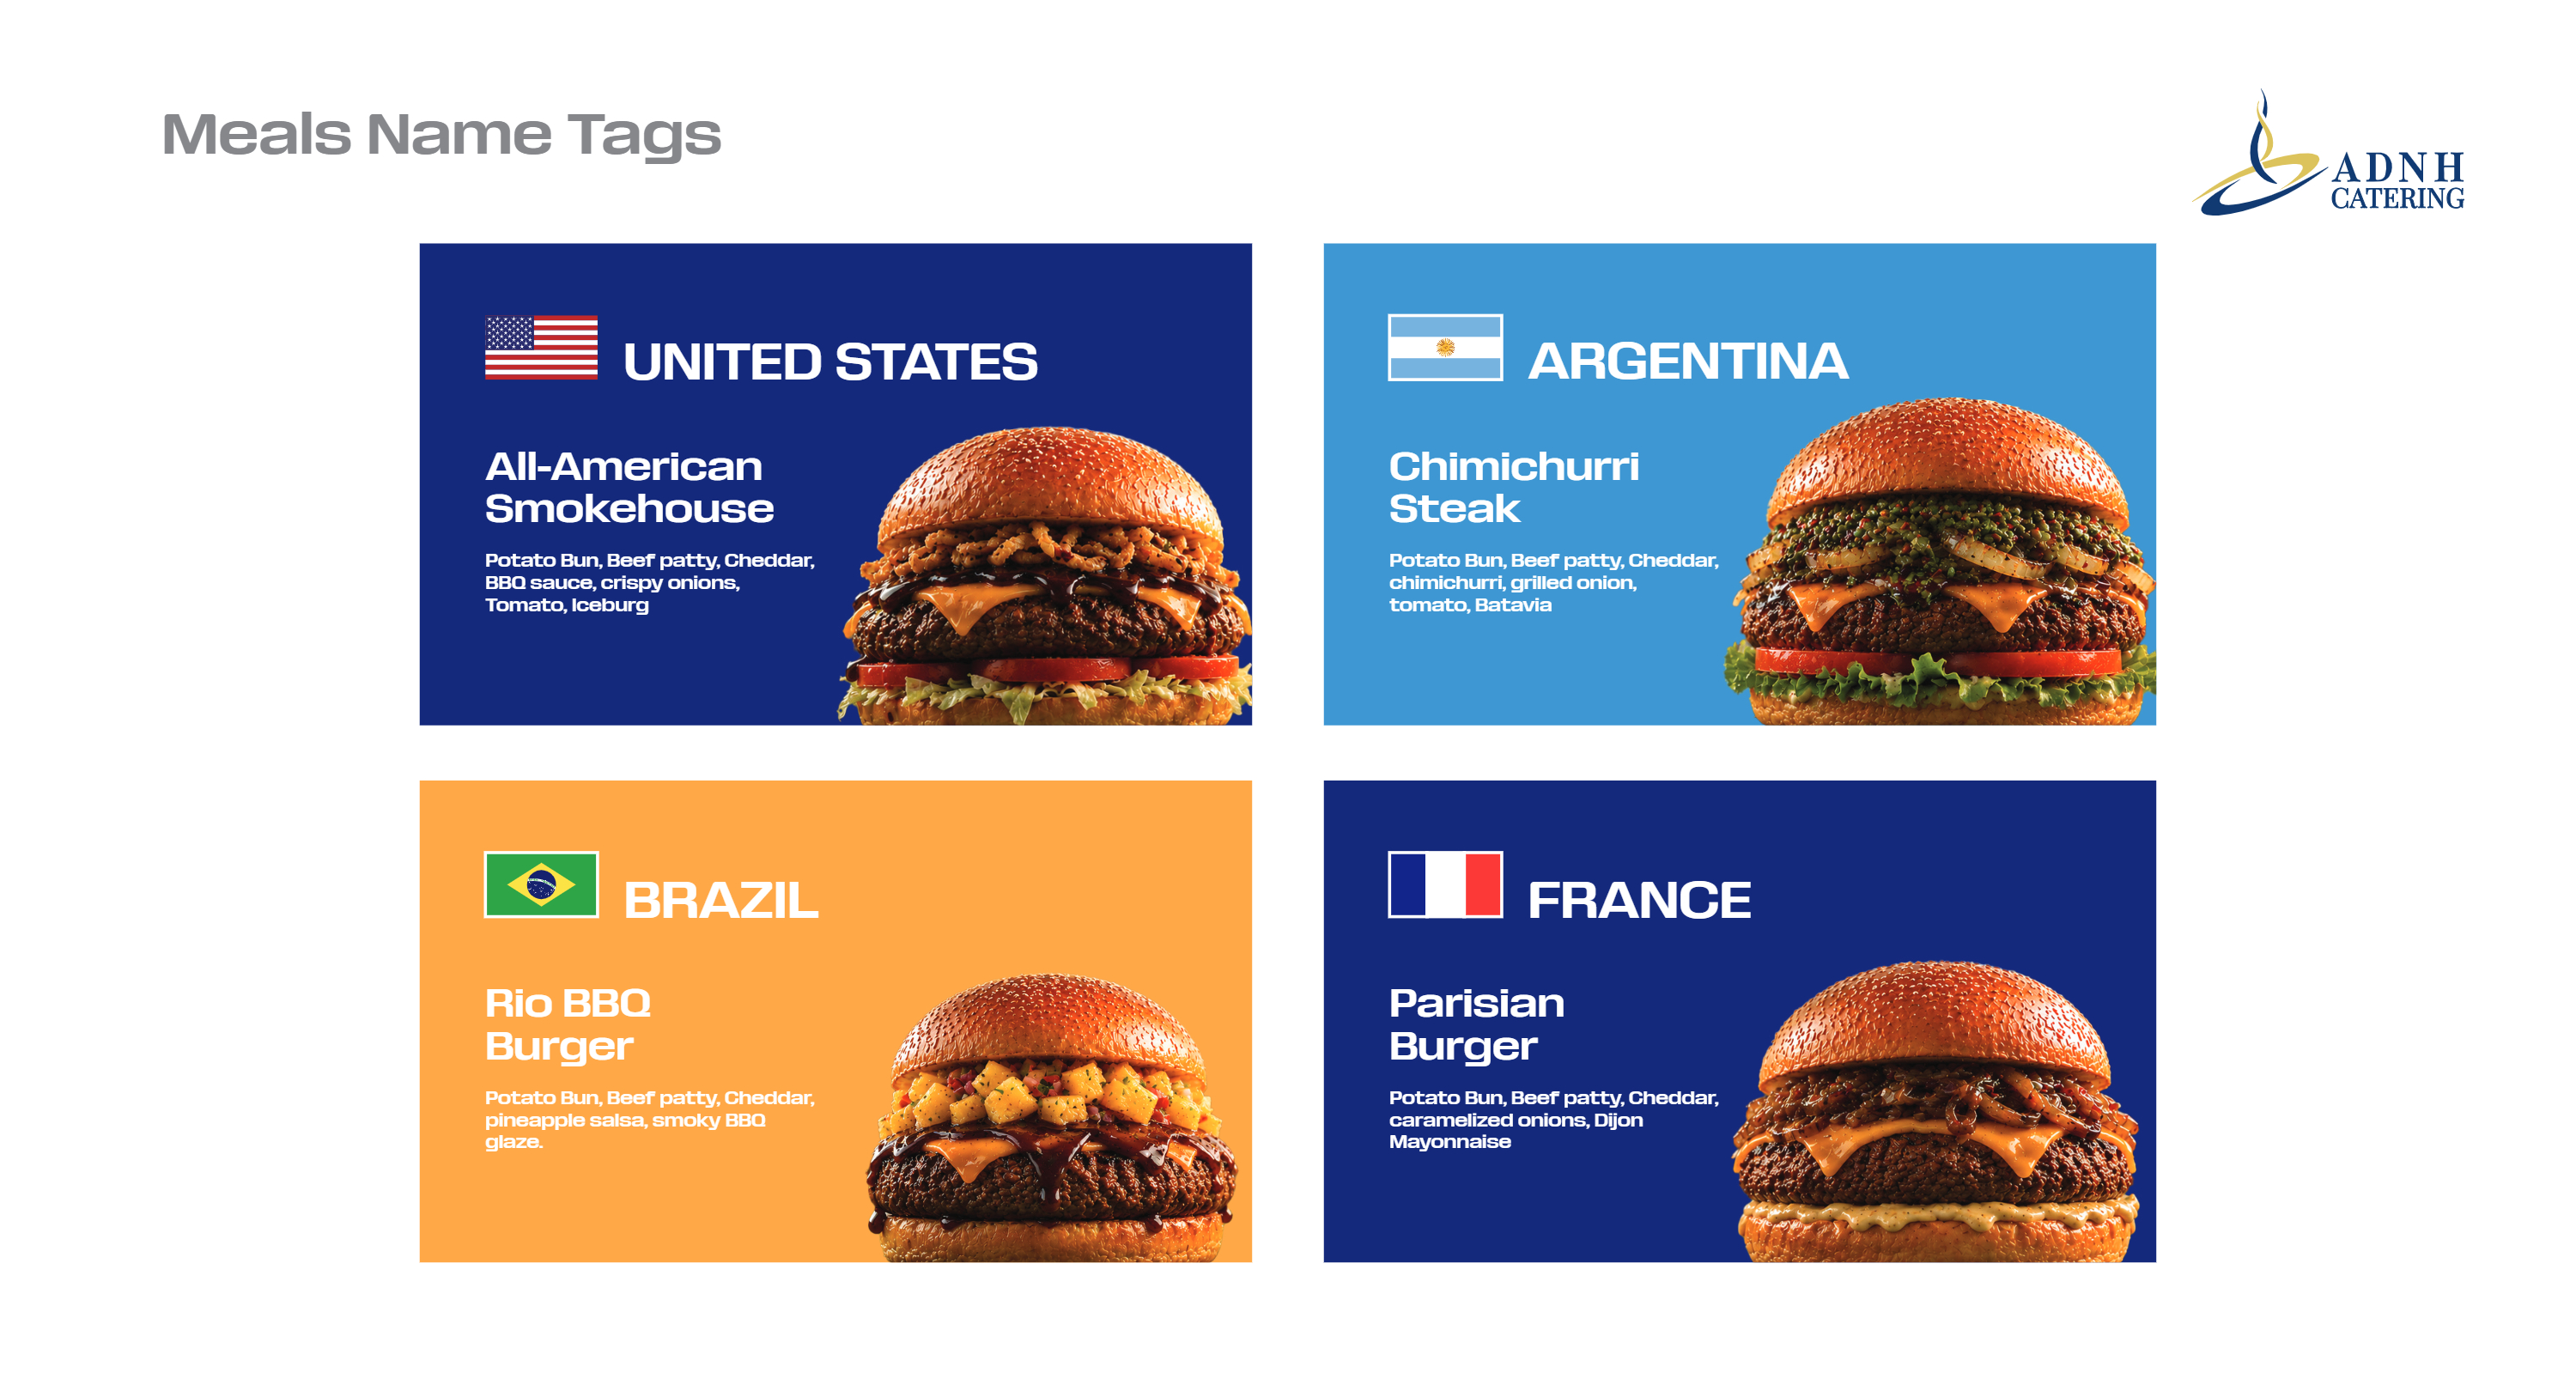 Meals Name Tags
ADNH
CATERING
UNITED STATES
All-American
Smokehouse
Potato Bun, Beef patty, Cheddar,
BBQ sauce, crispy onions,
Tomato, Iceburg
ARGENTINA
Chimichurri
Steak
Potato Bun, Beef patty, Cheddar,
chimichurri, grilled onion,
tomato, Batavia
BRAZIL
Rio BBQ
Burger
Potato Bun, Beef patty, Cheddar,
pineapple salsa, smoky BBQ
glaze.
FRANCE
Parisian
Burger
Potato Bun, Beef patty, Cheddar,
caramelized onions, Dijon
Mayonnaise